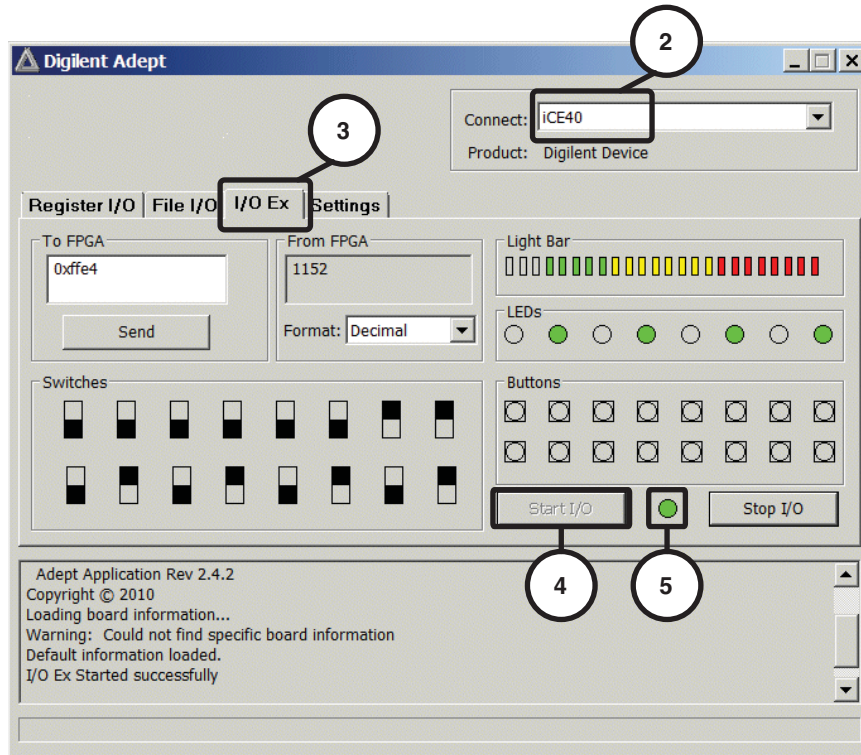 2
Digilent Adept
3
Connect: iCE40
Product: Digilent Device
Register I/O File I/O I/O Ex Settings
To FPGA
0xffe4
Send
From FPGA
1152
Format: Decimal
Light Bar
LEDs
Switches
Buttons
Start I/O
Stop I/O
4
5
Adept Application Rev 2.4.2
Copyright © 2010
Loading board information...
Warning: Could not find specific board information
Default information loaded.
I/O Ex Started successfully